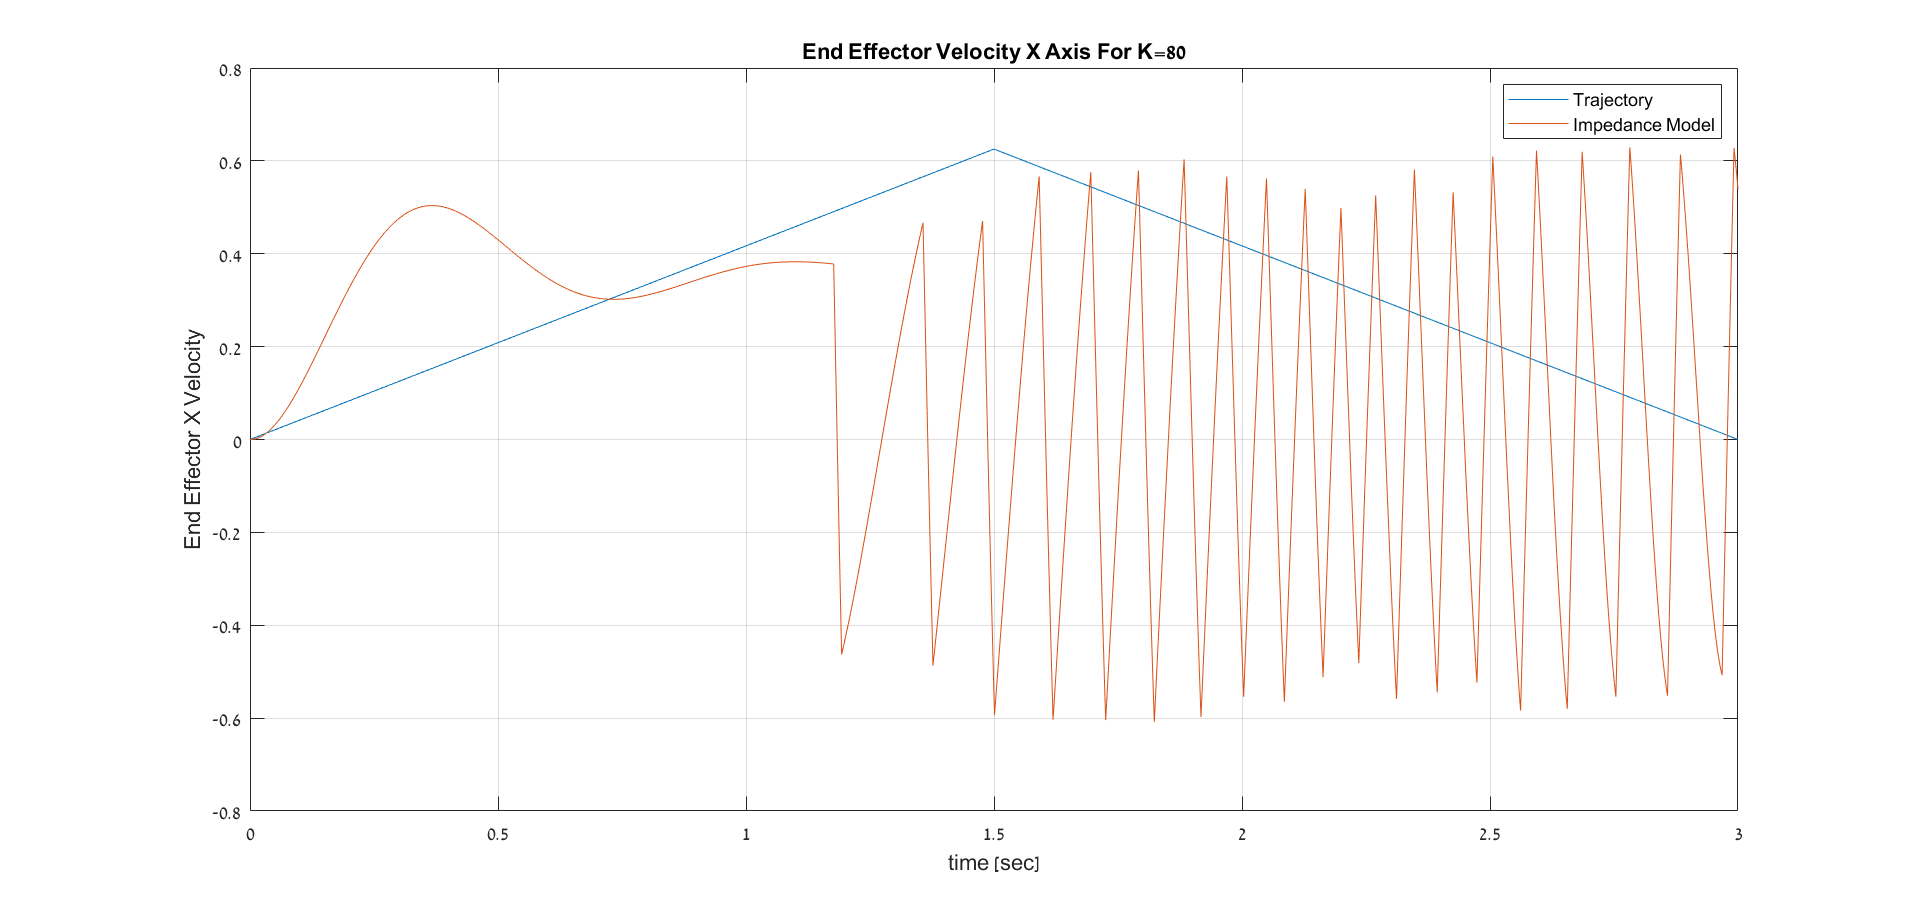 End Effector Velocity X Axis For K=80
0.8
0.6
0.4
0.2
0
-0.2
-0.4
-0.6
-0.8
End Effector X Velocity
Trajectory
Impedance Model
0 0.5 1 1.5 2 2.5 3
time [sec]